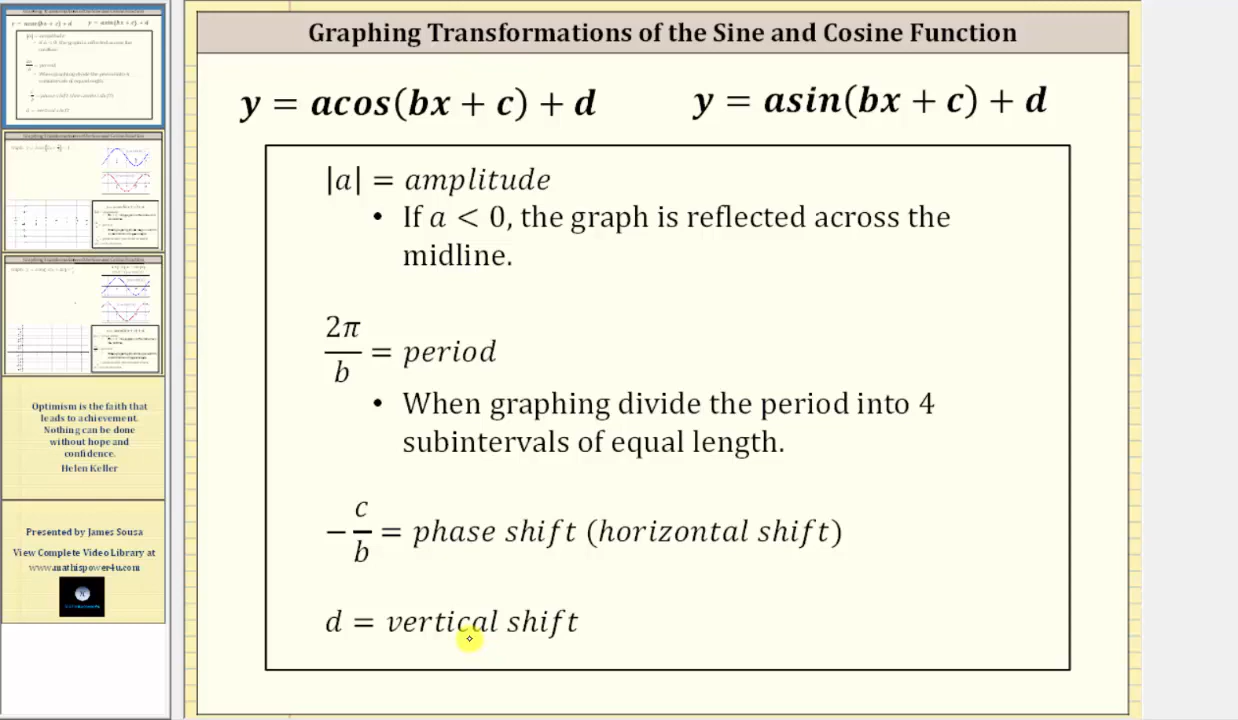 Graphing Transformations of the Sine and Cosine Function
y = acos(bx + c) + d
y = asin(bx + c) + d
|a| = amplitude
• If a < 0, the graph is reflected across the
midline.
2π
b
= period
• When graphing divide the period into 4
subintervals of equal length.
−
c
b
= phase shift (horizontal shift)
d = vertical shift
Optimism is the faith that
leads to achievement.
Nothing can be done
without hope and
confidence.
Helen Keller
Presented by James Sousa
View Complete Video Library at
www.mathispower4u.com